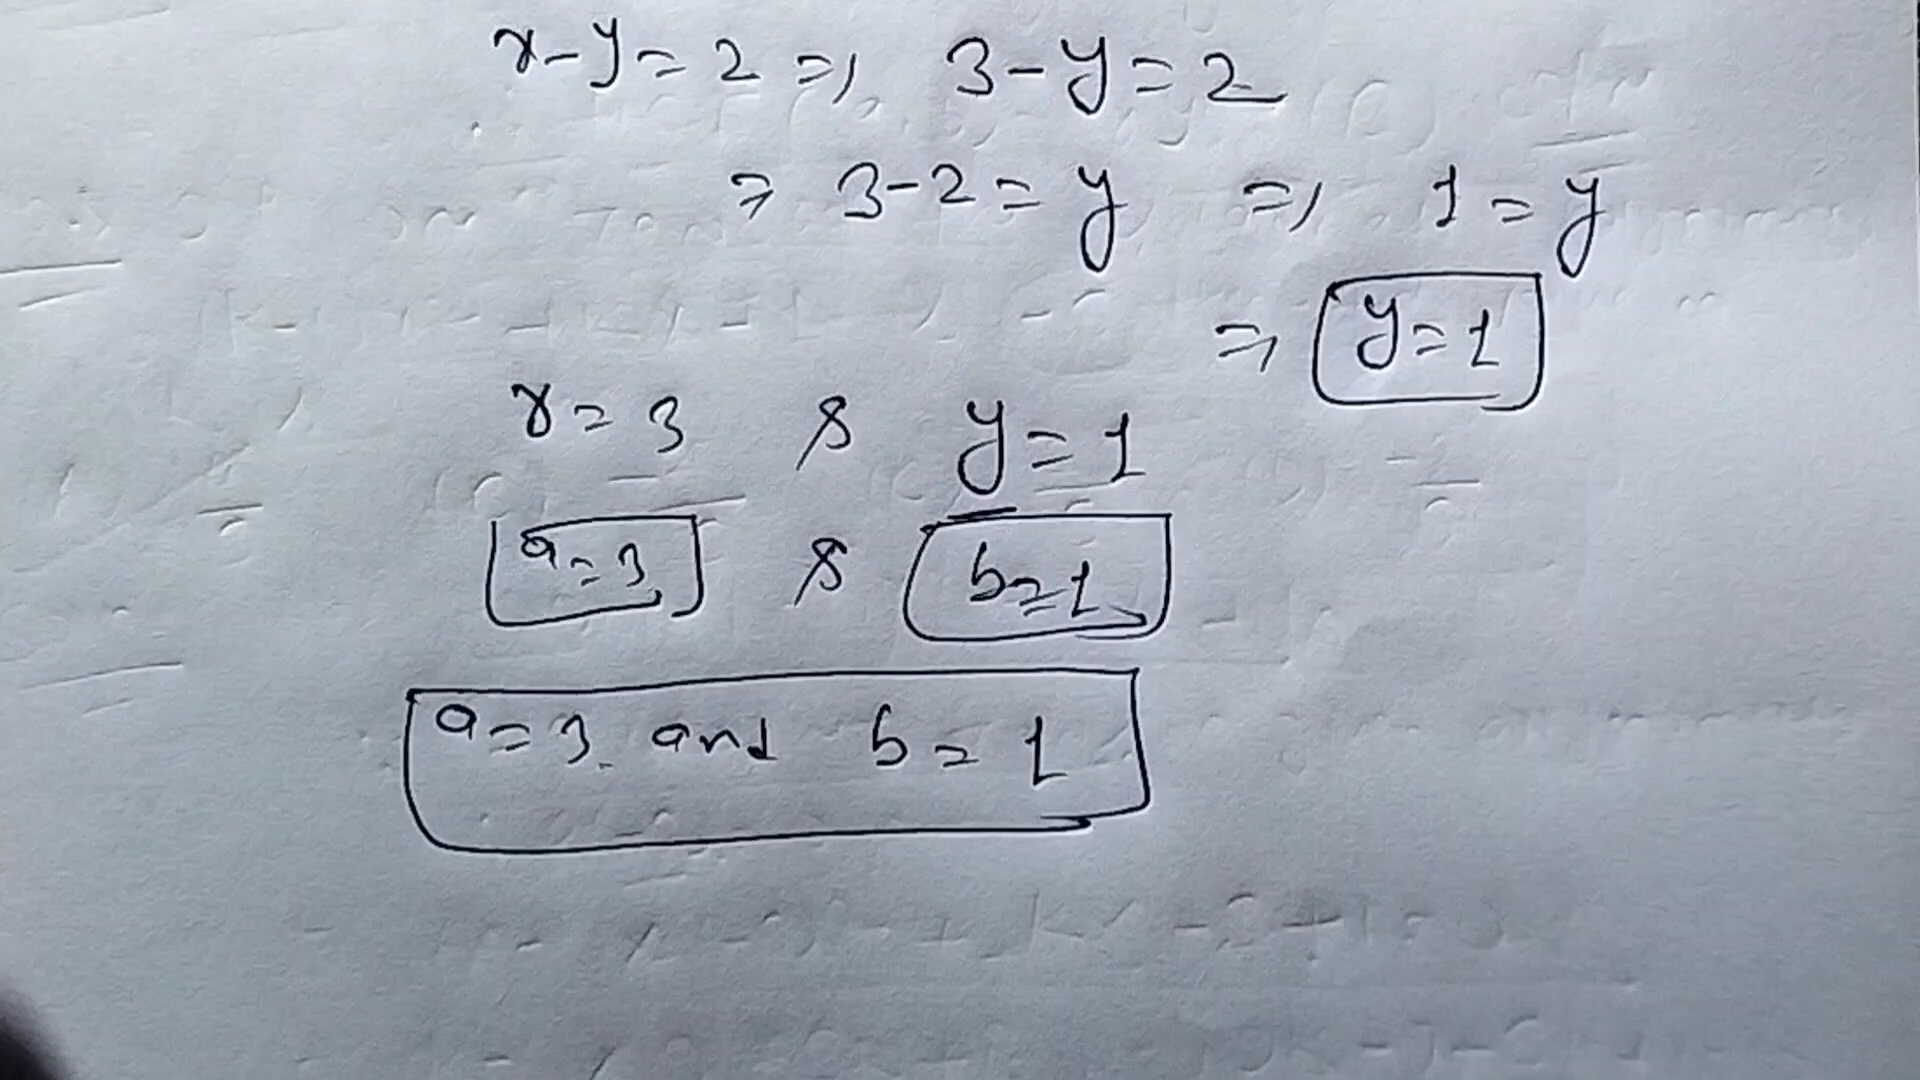 x-y=2 => 3-y=2
=> 3-2=y => 1=y
=> y=1
x=3 & y=1
a=3 & b=1
a=3 and b=1